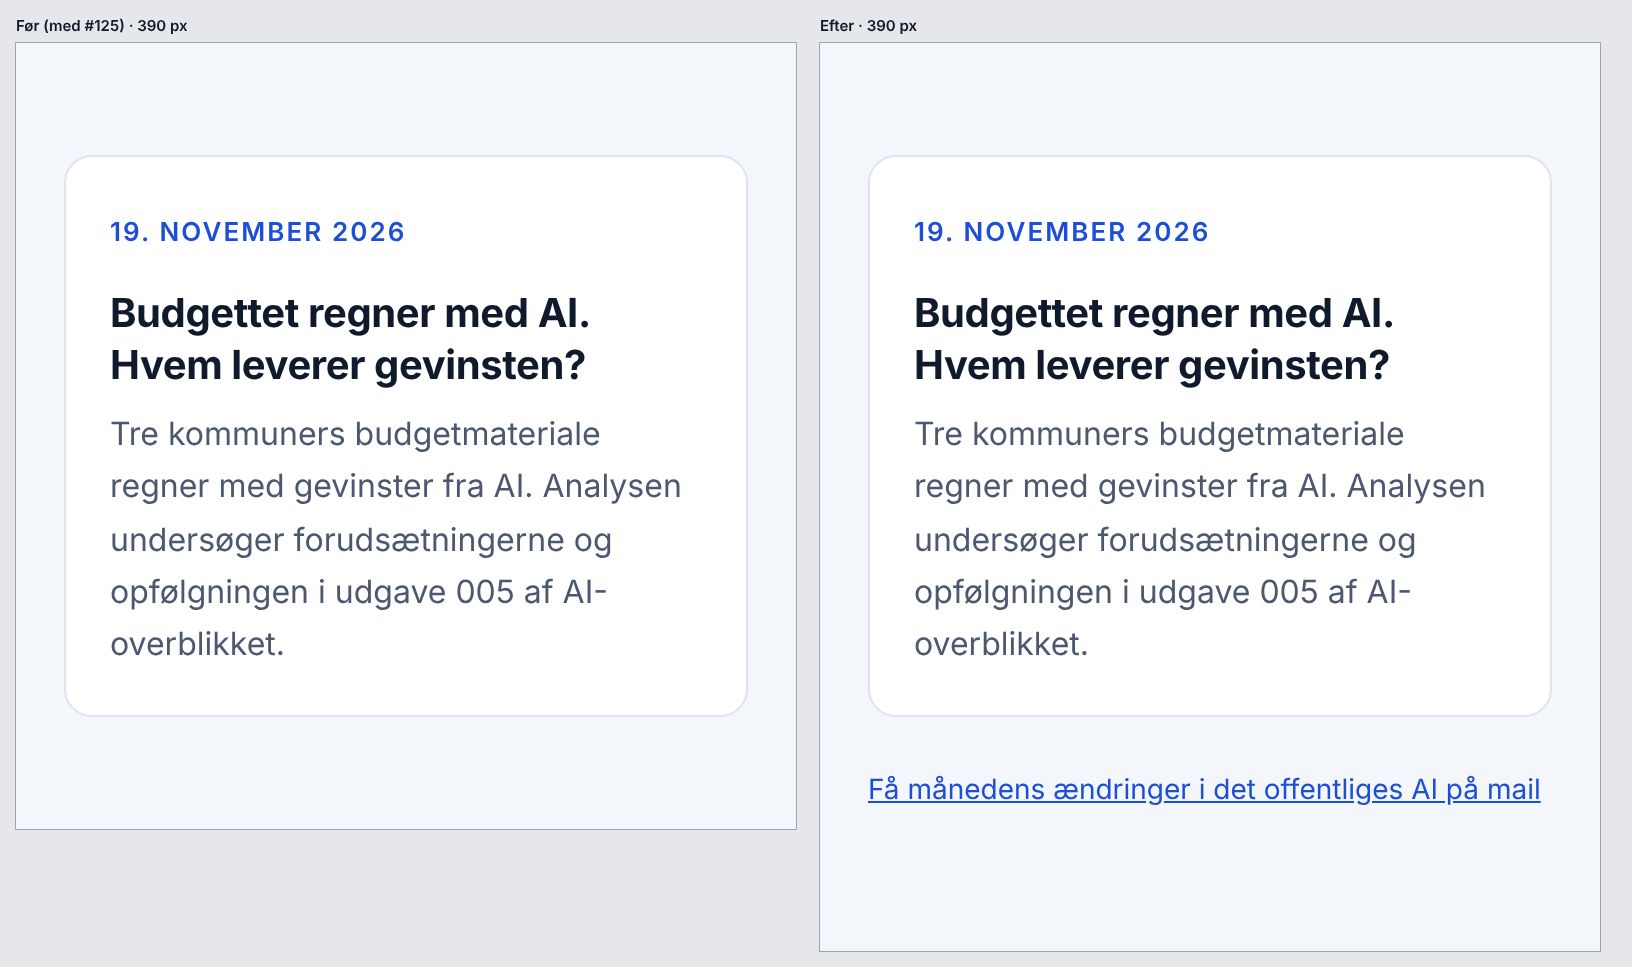 Før (med #125) · 390 px
19. NOVEMBER 2026
Budgettet regner med AI.
Hvem leverer gevinsten?
Tre kommuners budgetmateriale
regner med gevinster fra AI. Analysen
undersøger forudsætningerne og
opfølgningen i udgave 005 af AI-
overblikket.
Efter · 390 px
19. NOVEMBER 2026
Budgettet regner med AI.
Hvem leverer gevinsten?
Tre kommuners budgetmateriale
regner med gevinster fra AI. Analysen
undersøger forudsætningerne og
opfølgningen i udgave 005 af AI-
overblikket.
Få månedens ændringer i det offentliges AI på mail